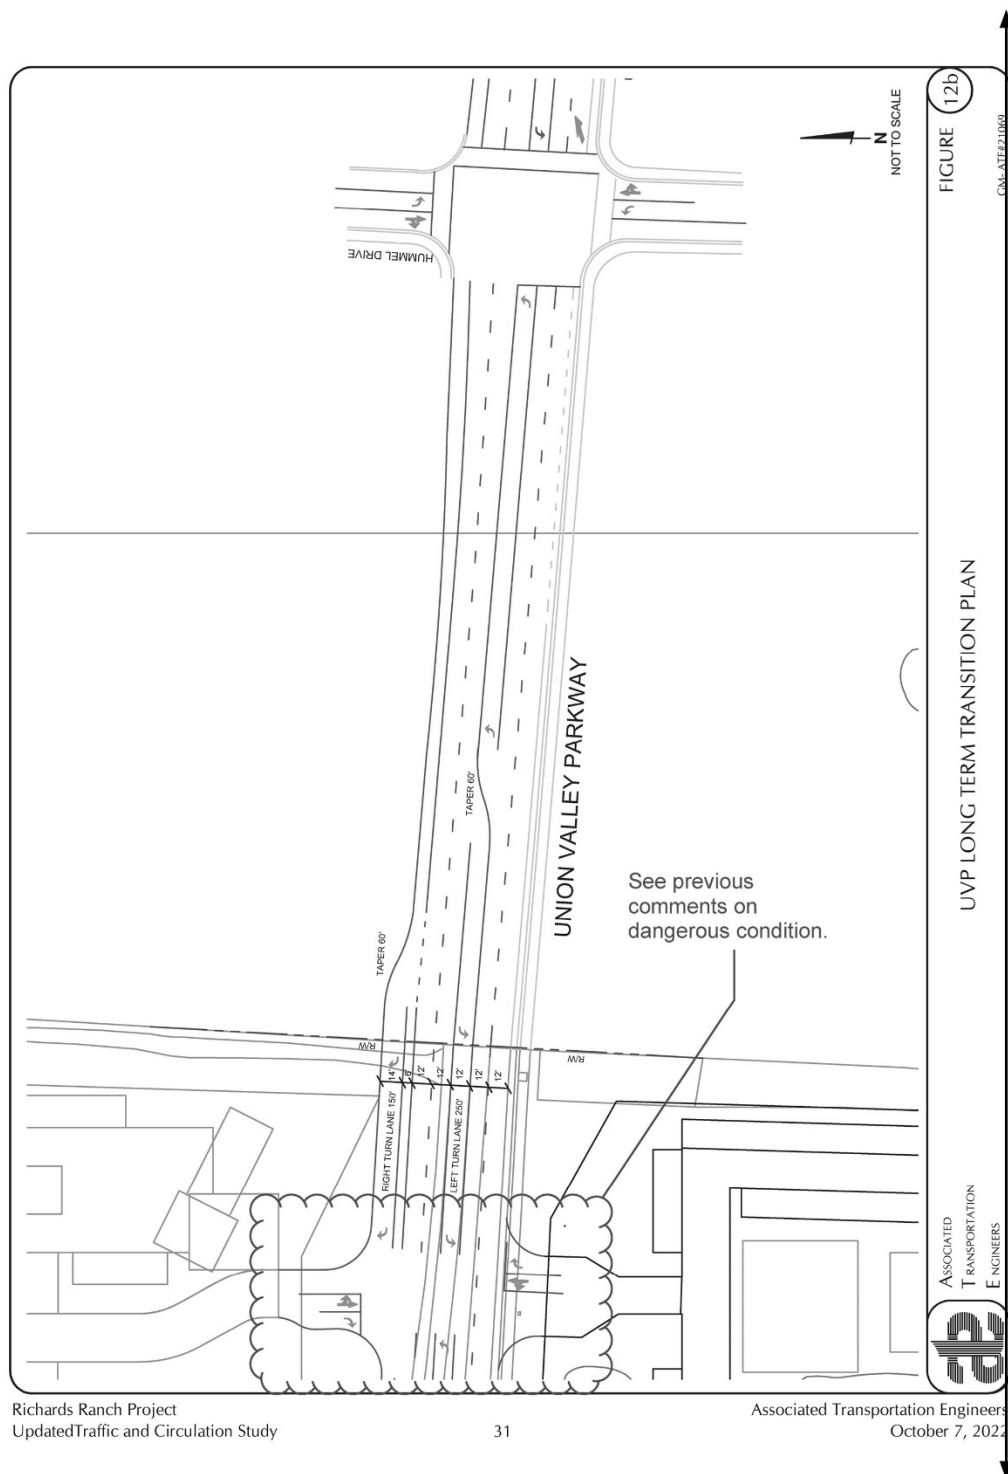 FIGURE 12b
GM- ATE#21069
N
NOT TO SCALE
HUMMEL DRIVE
UNION VALLEY PARKWAY
UVP LONG TERM TRANSITION PLAN
TAPER 60'
TAPER 60'
See previous
comments on
dangerous condition.
R/W
R/W
14'
6'
12'
12'
12'
12'
12'
RIGHT TURN LANE 150'
LEFT TURN LANE 250'
ASSOCIATED
TRANSPORTATION
ENGINEERS
Richards Ranch Project
UpdatedTraffic and Circulation Study
31
Associated Transportation Engineers
October 7, 2022